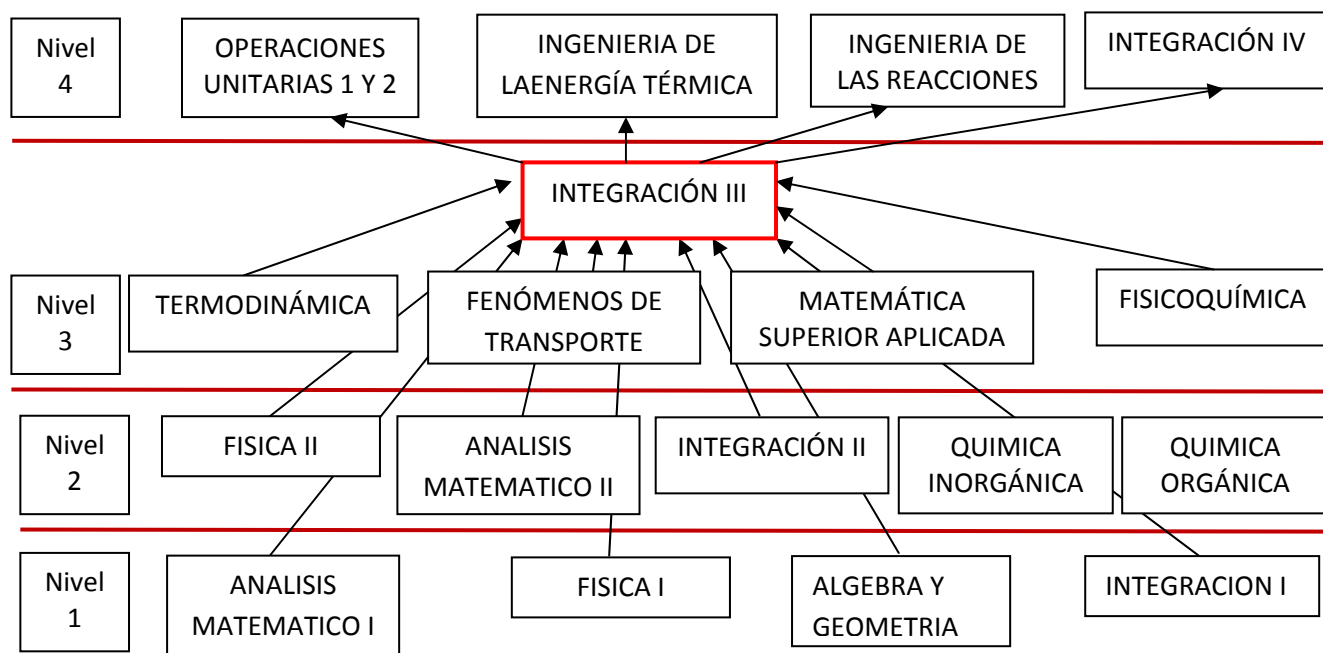 Nivel
4
OPERACIONES
UNITARIAS 1 Y 2
INGENIERIA DE
LAENERGÍA TÉRMICA
INGENIERIA DE
LAS REACCIONES
INTEGRACIÓN IV
INTEGRACIÓN III
Nivel
3
TERMODINÁMICA
FENÓMENOS DE
TRANSPORTE
MATEMÁTICA
SUPERIOR APLICADA
FISICOQUÍMICA
Nivel
2
FISICA II
ANALISIS
MATEMATICO II
INTEGRACIÓN II
QUIMICA
INORGÁNICA
QUIMICA
ORGÁNICA
Nivel
1
ANALISIS
MATEMATICO I
FISICA I
ALGEBRA Y
GEOMETRIA
INTEGRACION I